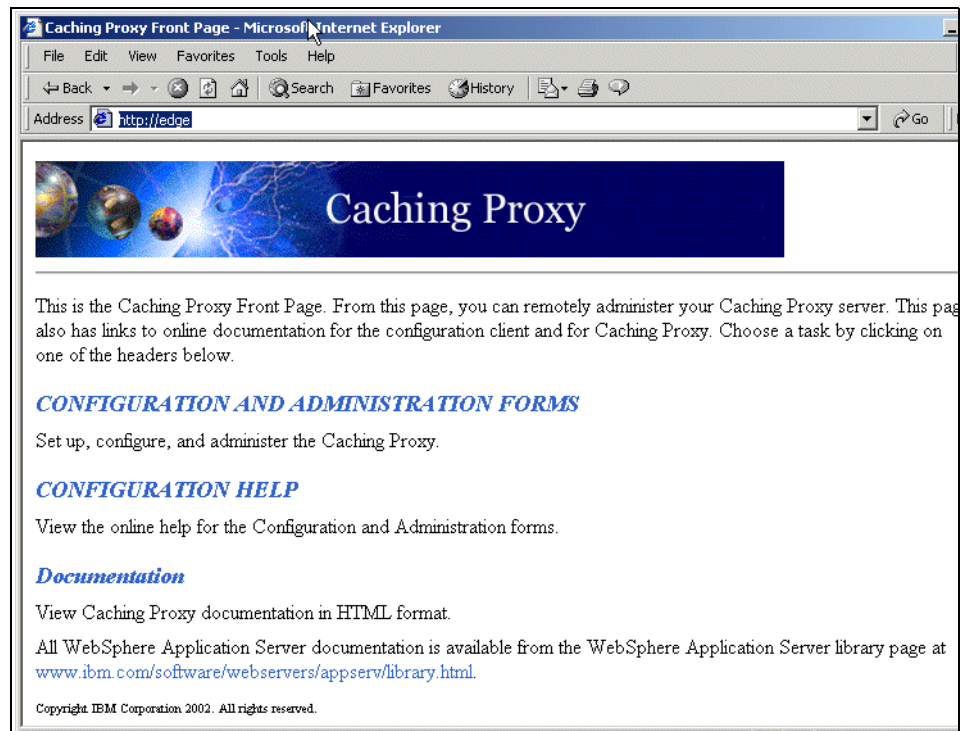 Caching Proxy Front Page - Microsoft Internet Explorer
File Edit View Favorites Tools Help
Back Search Favorites History
Address http://edge Go
Caching Proxy
This is the Caching Proxy Front Page. From this page, you can remotely administer your Caching Proxy server. This pag
also has links to online documentation for the configuration client and for Caching Proxy. Choose a task by clicking on
one of the headers below.
CONFIGURATION AND ADMINISTRATION FORMS
Set up, configure, and administer the Caching Proxy.
CONFIGURATION HELP
View the online help for the Configuration and Administration forms.
Documentation
View Caching Proxy documentation in HTML format.
All WebSphere Application Server documentation is available from the WebSphere Application Server library page at
www.ibm.com/software/webservers/appserv/library.html.
Copyright IBM Corporation 2002. All rights reserved.